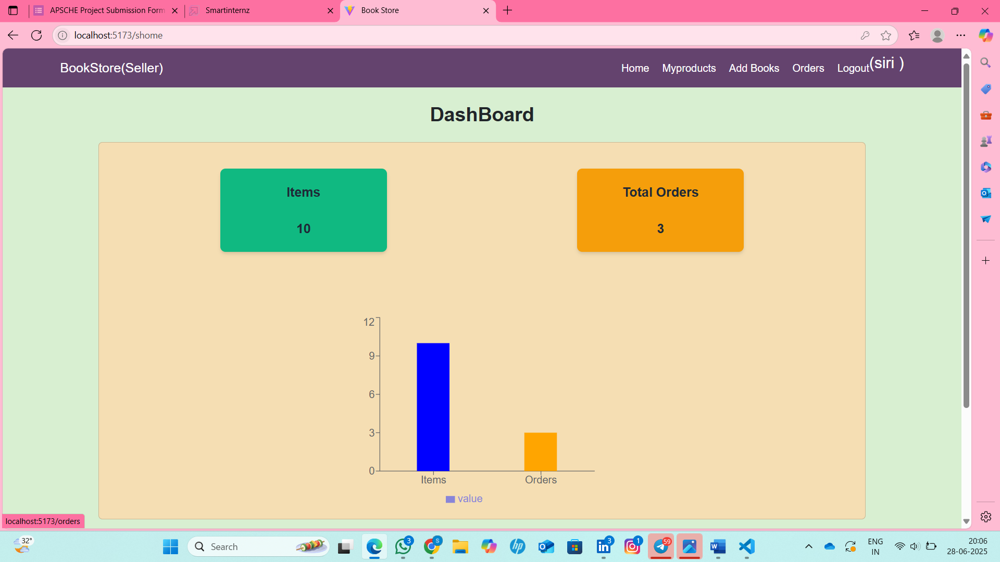 APSCHE Project Submission Form
Smartinternz
Book Store
localhost:5173/shome
BookStore(Seller)
Home
Myproducts
Add Books
Orders
Logout(siri )
DashBoard
Items
10
Total Orders
3
12
9
6
3
0
Items
Orders
value
localhost:5173/orders
32°
Search
3
S
3
1
59
ENG
IN
20:06
28-06-2025